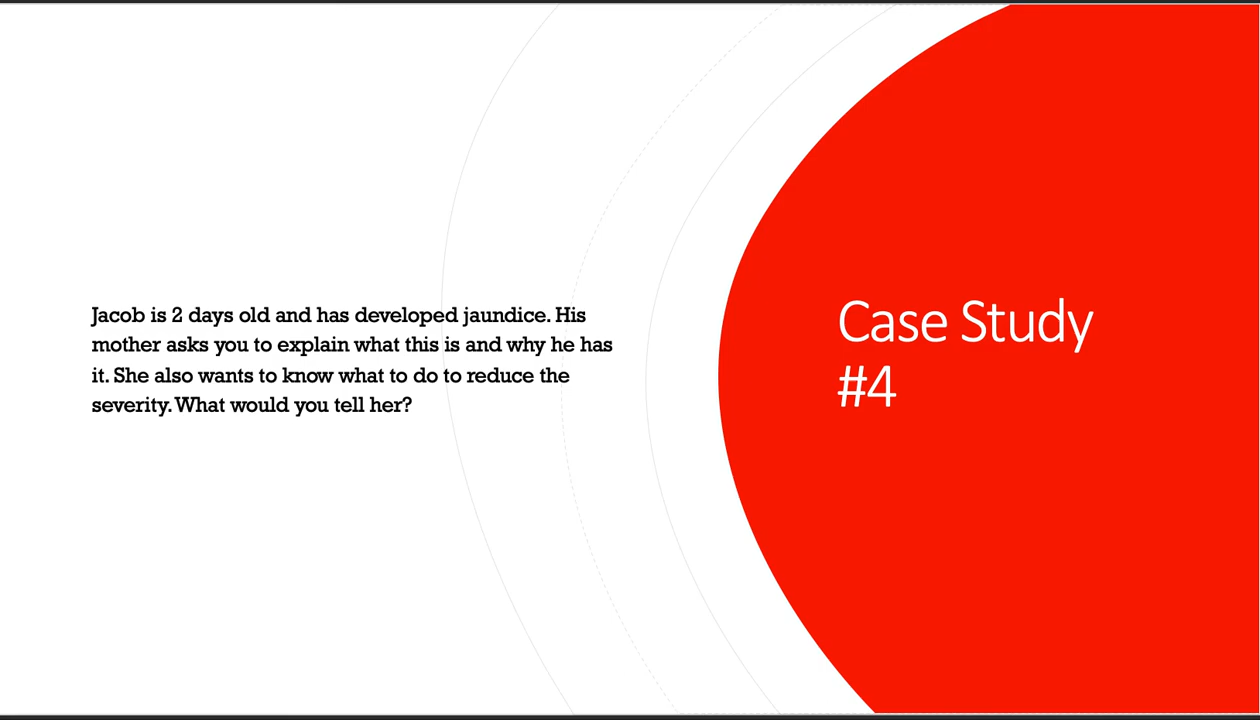 Jacob is 2 days old and has developed jaundice. His
mother asks you to explain what this is and why he has
it. She also wants to know what to do to reduce the
severity. What would you tell her?
Case Study
#4